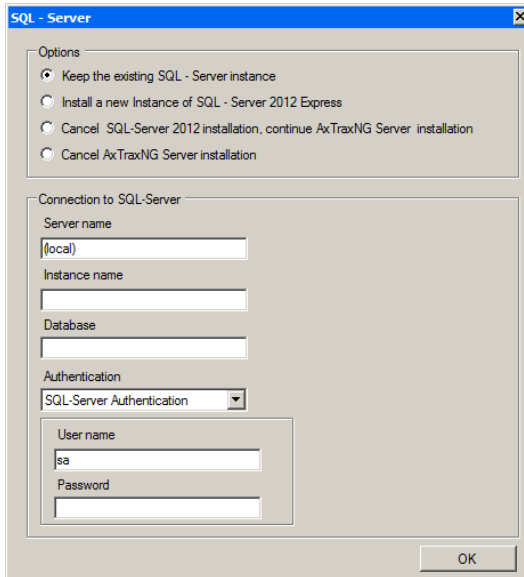 SQL - Server
Options
Keep the existing SQL - Server instance
Install a new Instance of SQL - Server 2012 Express
Cancel SQL-Server 2012 installation, continue AxTraxNG Server installation
Cancel AxTraxNG Server installation
Connection to SQL-Server
Server name
(local)
Instance name
Database
Authentication
SQL-Server Authentication
User name
sa
Password
OK